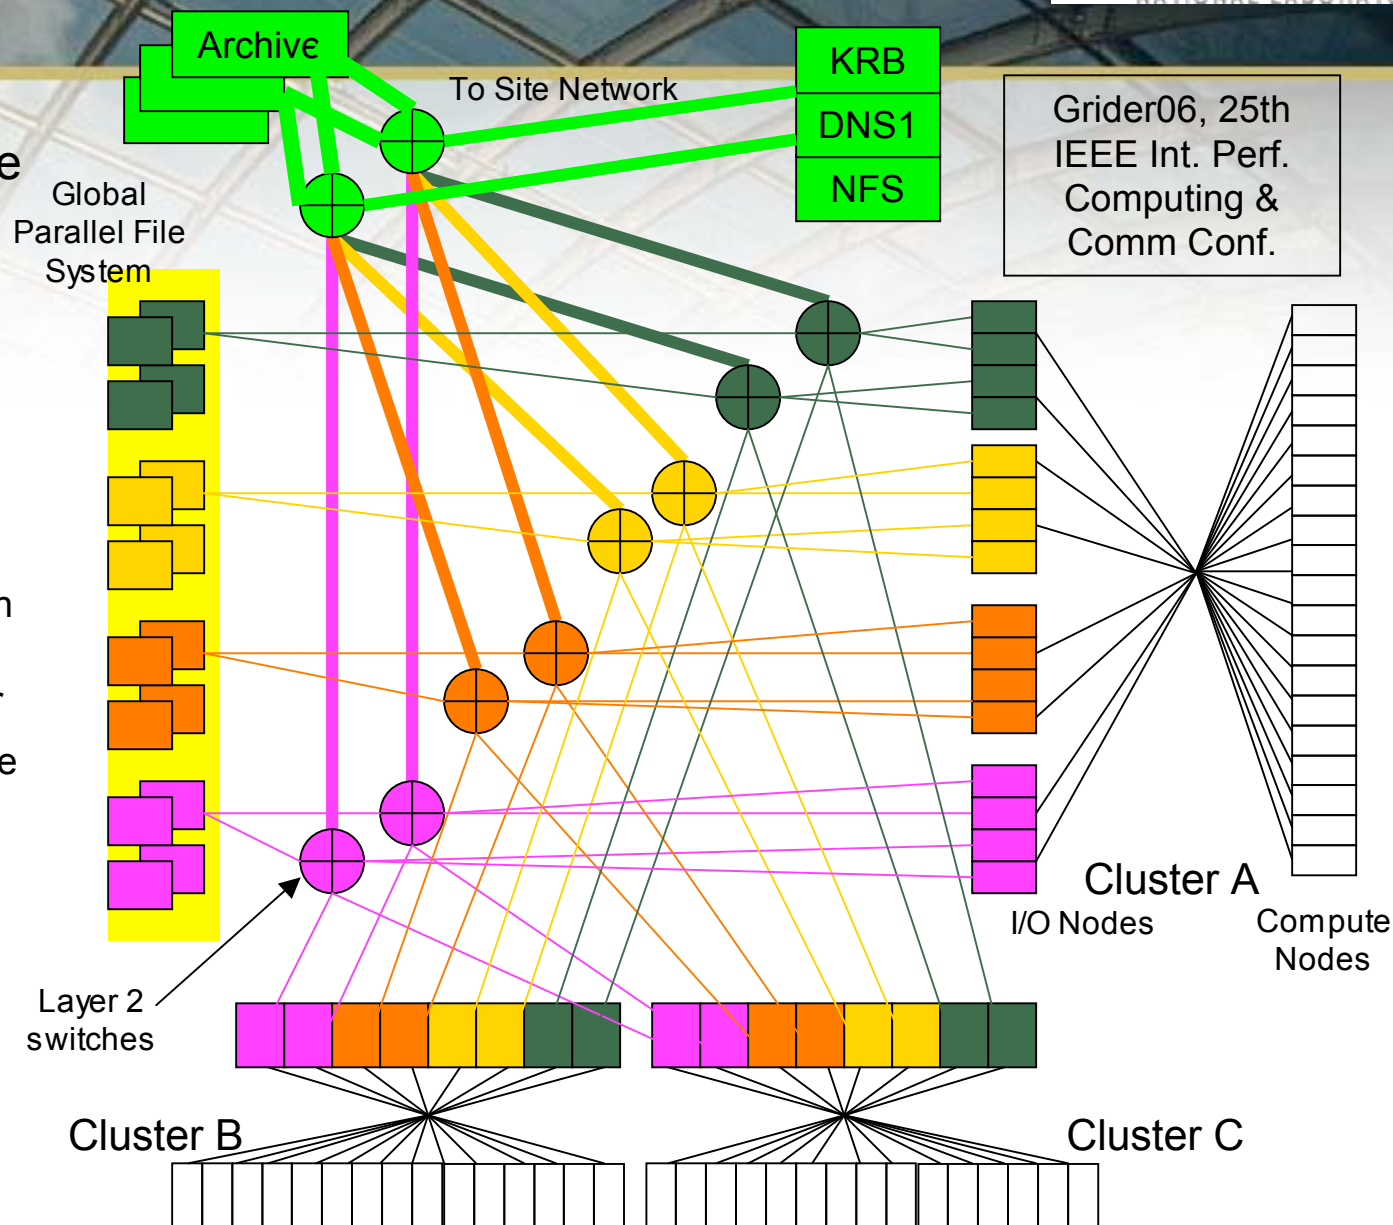 Archive
To Site Network
KRB
DNS1
NFS
Grider06, 25th
IEEE Int. Perf.
Computing &
Comm Conf.
e
Global
Parallel File
System
n
e
Cluster A
I/O Nodes
Compute
Nodes
Layer 2
switches
Cluster B
Cluster C